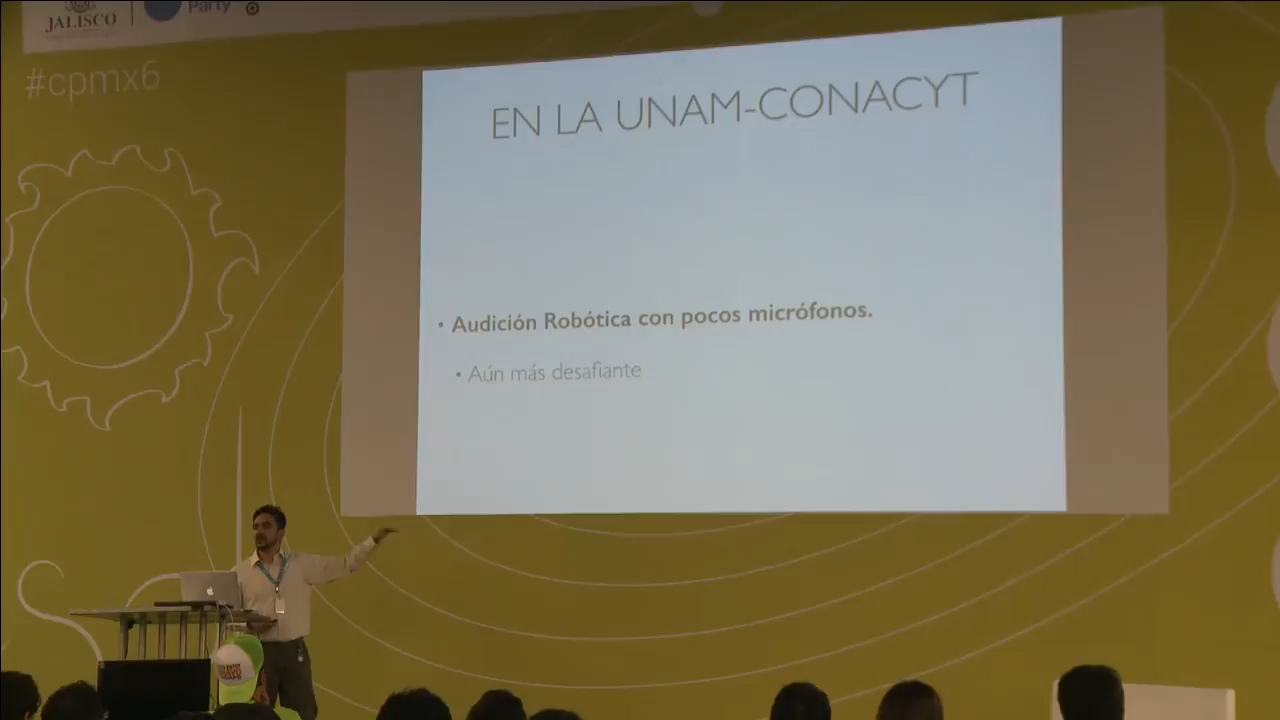 JALISCO
Party
#cpmx6
EN LA UNAM-CONACYT
• Audición Robótica con pocos micrófonos.
• Aún más desafiante